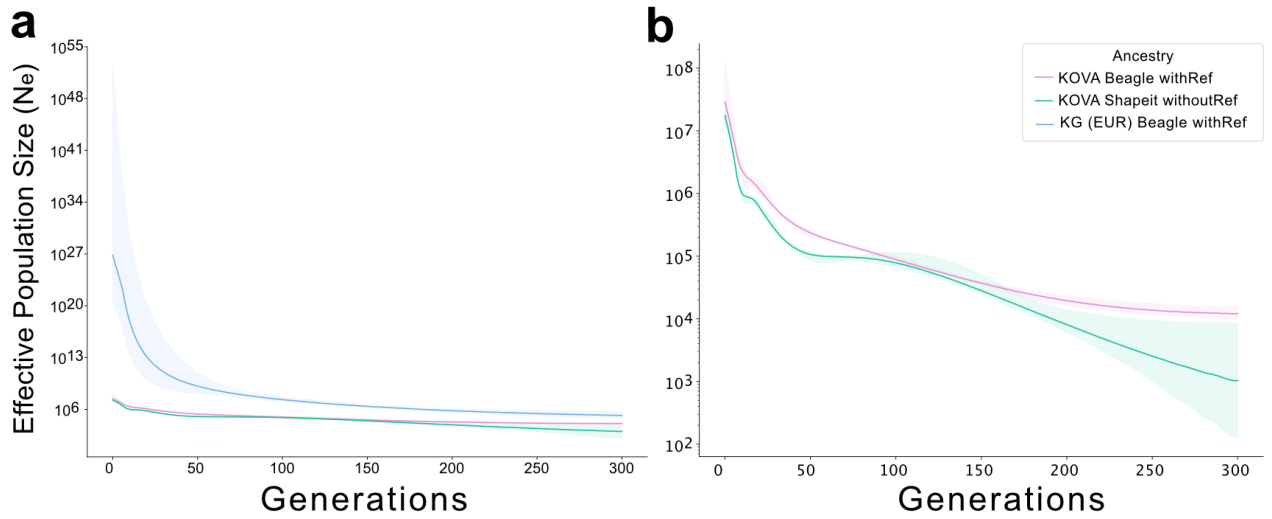 a
b
Effective Population Size (Ne)
10^55
10^48
10^41
10^34
10^27
10^20
10^13
10^6
0 50 100 150 200 250 300
Generations
10^8
10^7
10^6
10^5
10^4
10^3
10^2
0 50 100 150 200 250 300
Generations
Ancestry
KOVA Beagle withRef
KOVA Shapeit withoutRef
KG (EUR) Beagle withRef